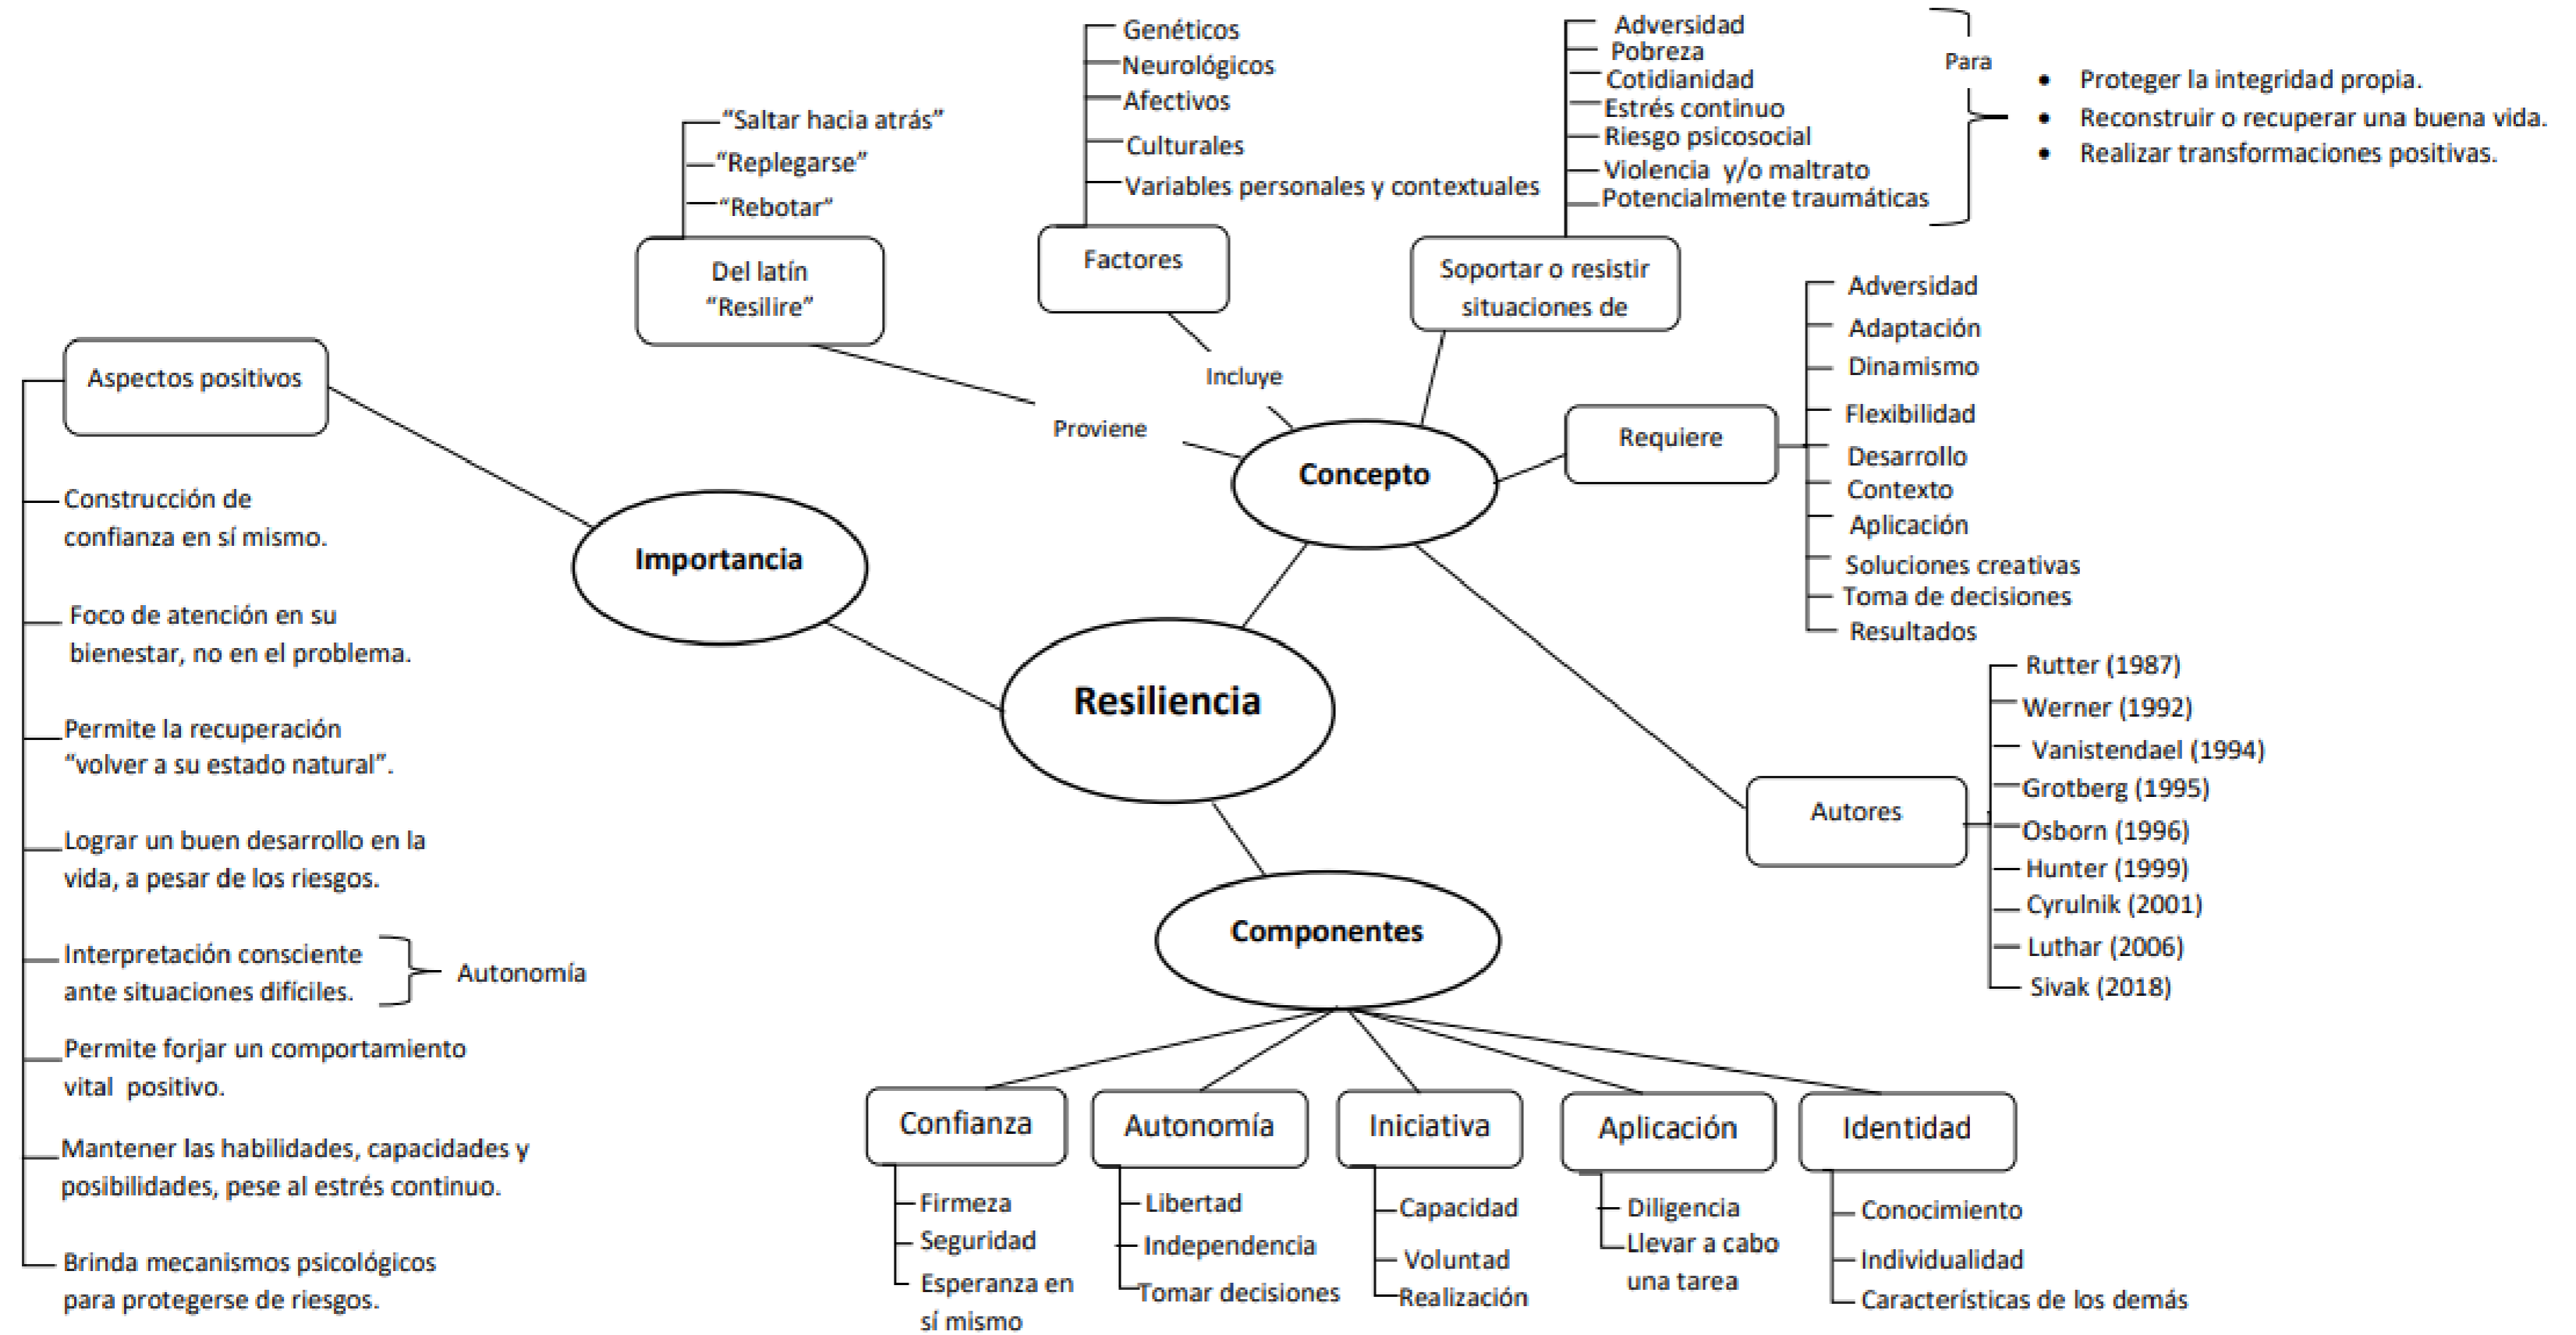 “Saltar hacia atrás”
“Replegarse”
“Rebotar”
Del latín
“Resilire”
Proviene
Genéticos
Neurológicos
Afectivos
Culturales
Variables personales y contextuales
Factores
Incluye
Adversidad
Pobreza
Cotidianidad
Estrés continuo
Riesgo psicosocial
Violencia y/o maltrato
Potencialmente traumáticas
Soportar o resistir
situaciones de
Para
• Proteger la integridad propia.
• Reconstruir o recuperar una buena vida.
• Realizar transformaciones positivas.
Concepto
Requiere
Adversidad
Adaptación
Dinamismo
Flexibilidad
Desarrollo
Contexto
Aplicación
Soluciones creativas
Toma de decisiones
Resultados
Autores
Rutter (1987)
Werner (1992)
Vanistendael (1994)
Grotberg (1995)
Osborn (1996)
Hunter (1999)
Cyrulnik (2001)
Luthar (2006)
Sivak (2018)
Resiliencia
Importancia
Aspectos positivos
Construcción de
confianza en sí mismo.
Foco de atención en su
bienestar, no en el problema.
Permite la recuperación
“volver a su estado natural”.
Lograr un buen desarrollo en la
vida, a pesar de los riesgos.
Interpretación consciente
ante situaciones difíciles.
Autonomía
Permite forjar un comportamiento
vital positivo.
Mantener las habilidades, capacidades y
posibilidades, pese al estrés continuo.
Brinda mecanismos psicológicos
para protegerse de riesgos.
Componentes
Confianza
Firmeza
Seguridad
Esperanza en
sí mismo
Autonomía
Libertad
Independencia
Tomar decisiones
Iniciativa
Capacidad
Voluntad
Realización
Aplicación
Diligencia
Llevar a cabo
una tarea
Identidad
Conocimiento
Individualidad
Características de los demás